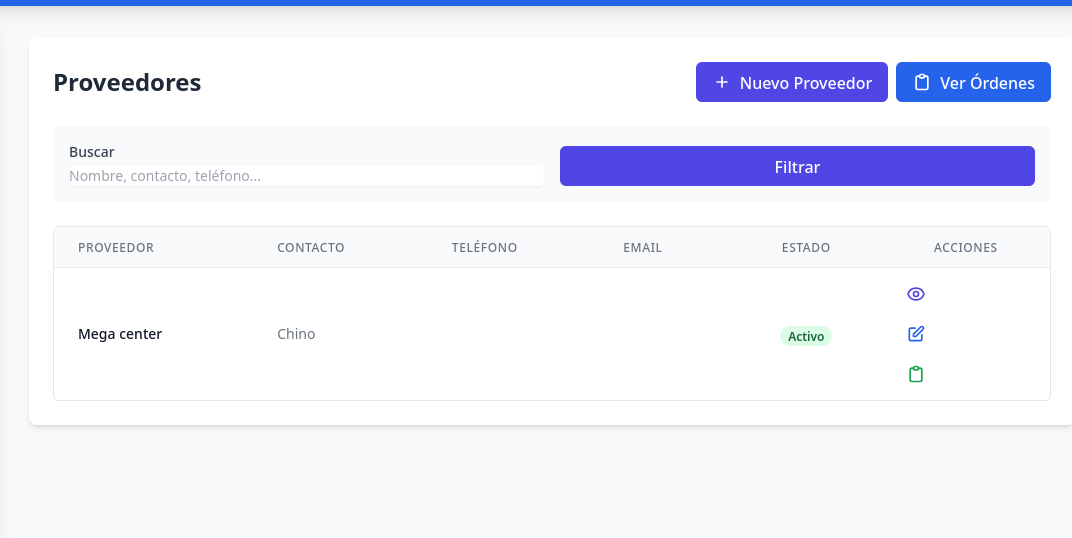 Proveedores
Nuevo Proveedor
Ver Órdenes
Buscar
Nombre, contacto, teléfono...
Filtrar
PROVEEDOR CONTACTO TELÉFONO EMAIL ESTADO ACCIONES
Mega center Chino Activo